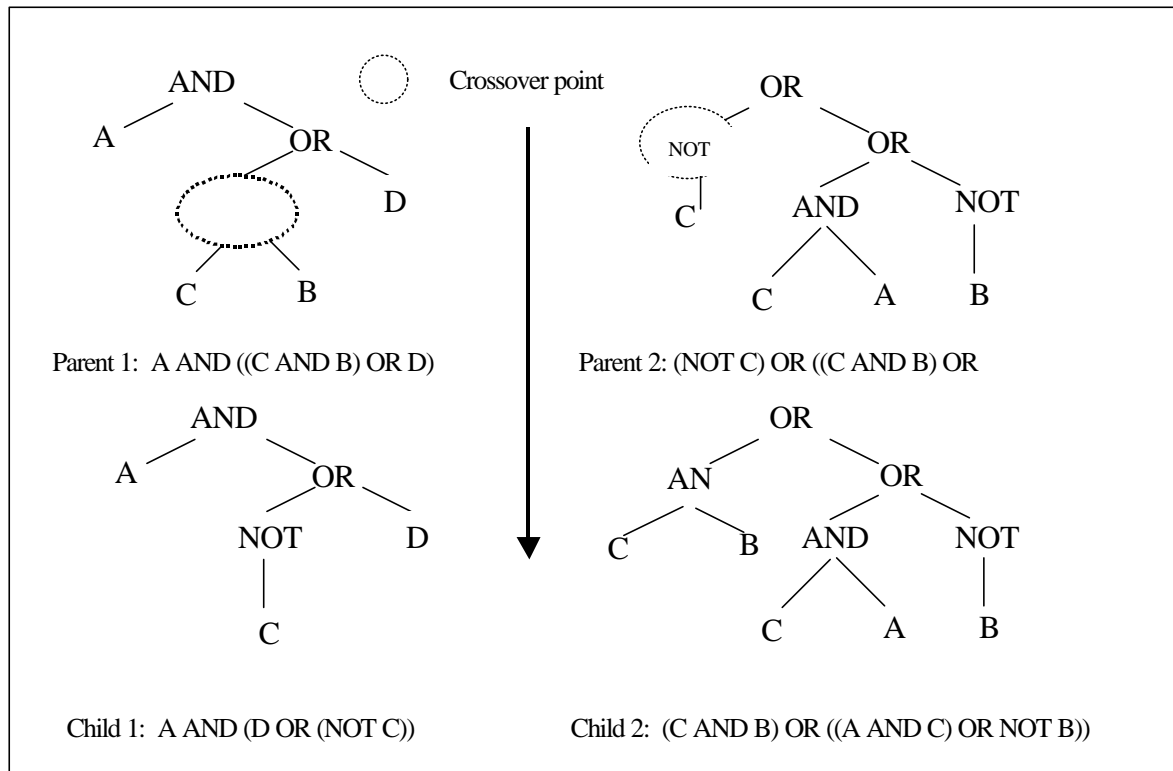 AND
Crossover point
OR
A
OR
NOT
OR
D
C
AND
NOT
C
B
C
A
B
Parent 1: A AND ((C AND B) OR D)
Parent 2: (NOT C) OR ((C AND B) OR
AND
OR
A
OR
AN
OR
NOT
D
C
B
AND
NOT
C
C
A
B
Child 1: A AND (D OR (NOT C))
Child 2: (C AND B) OR ((A AND C) OR NOT B))